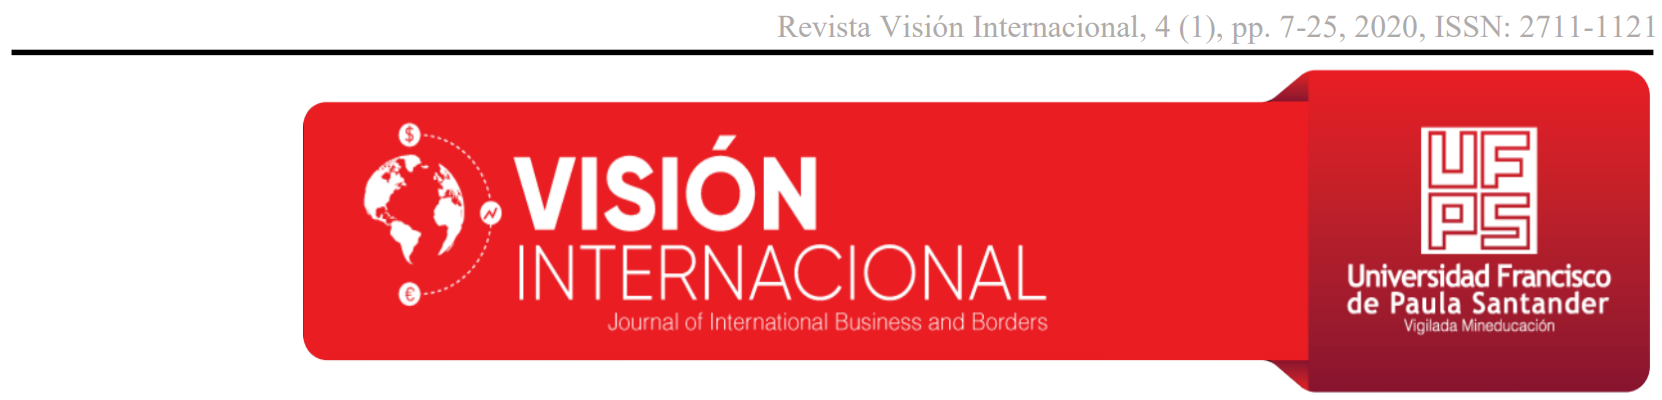 Revista Visión Internacional, 4 (1), pp. 7-25, 2020, ISSN: 2711-1121
$
€
VISIÓN
INTERNACIONAL
Journal of International Business and Borders
UF
PS
Universidad Francisco
de Paula Santander
Vigilada Mineducación